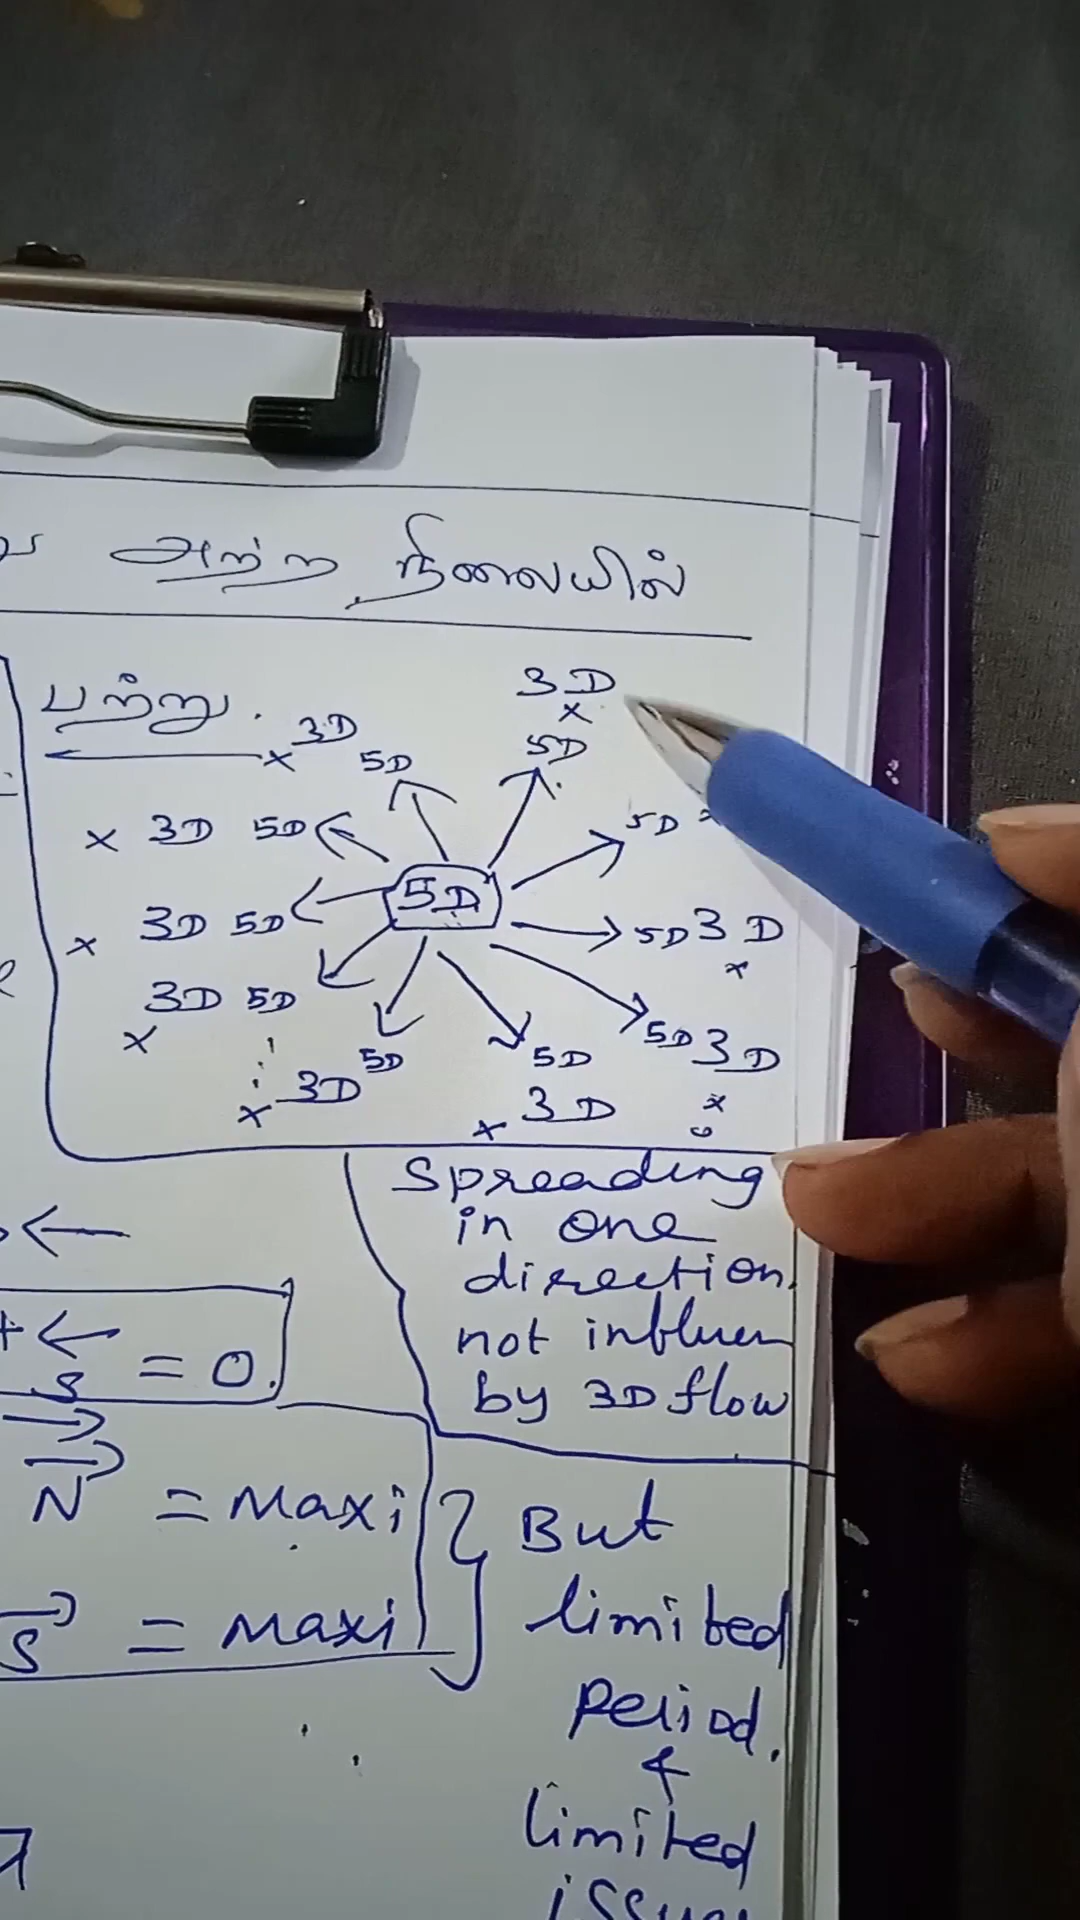 அற்ற நிலையில்
பற்று.
3D
x
x 3D
5D
5D
x 3D 5D
5D
5D
x 3D 5D
5D 3D
x
x 3D 5D
5D 3D
x
x 3D 5D
5D
x 3D
Spreading
in one
direction.
not influen
by 3D flow
S = 0.
N = Maxi
S = Maxi
But
limited
Period.
&
limited